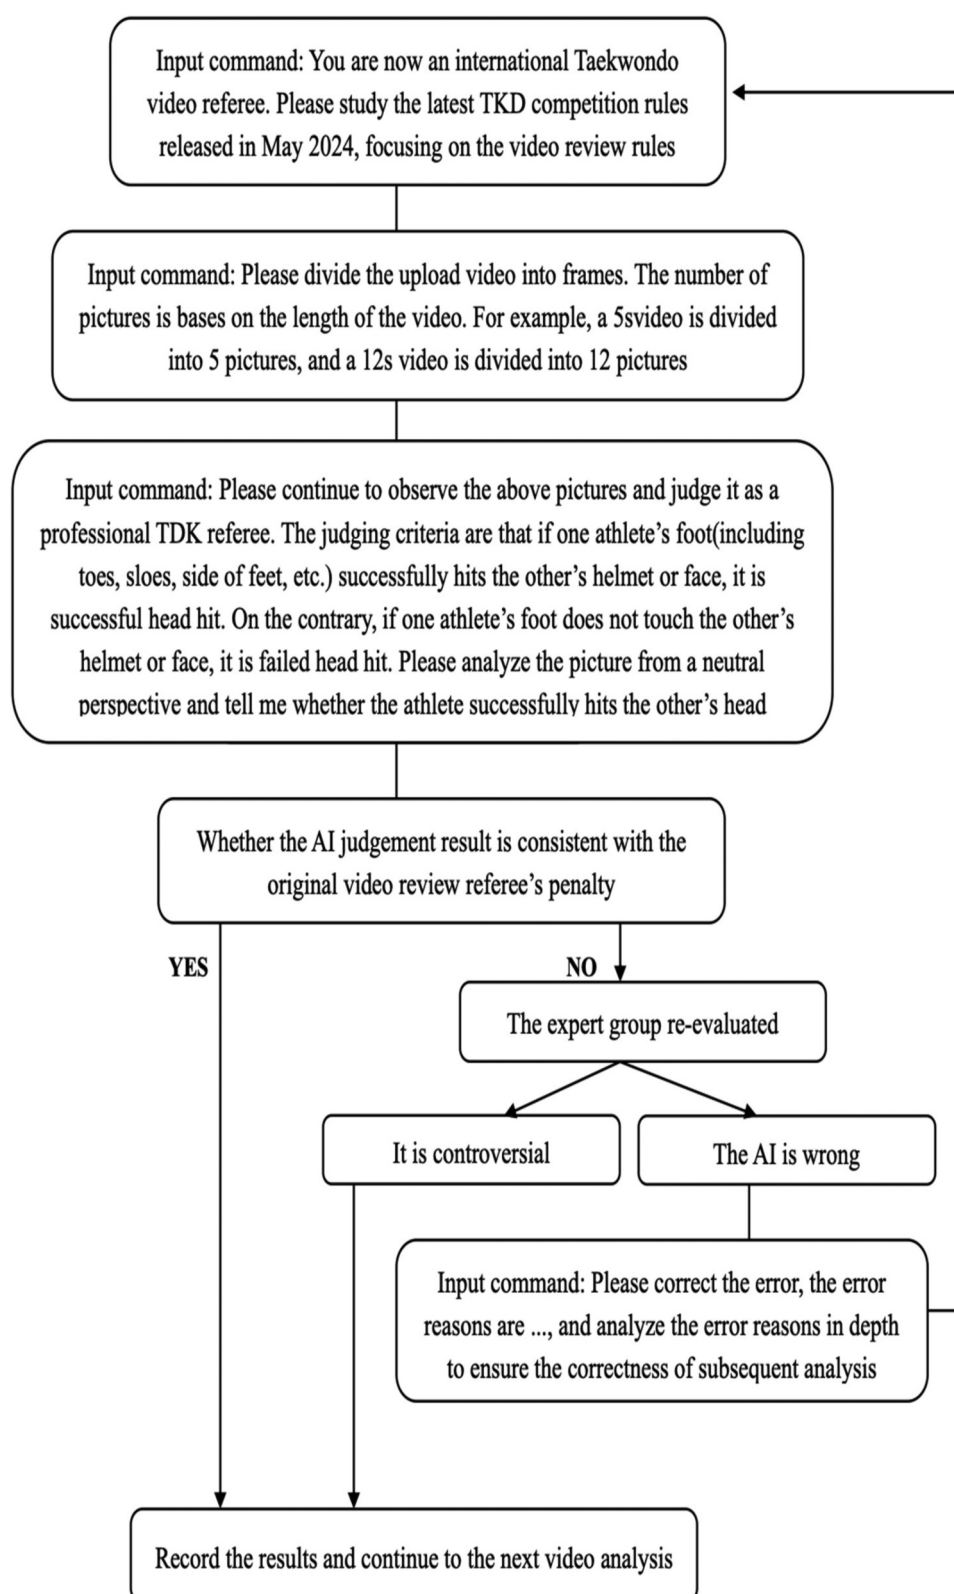 Input command: You are now an international Taekwondo
video referee. Please study the latest TKD competition rules
released in May 2024, focusing on the video review rules
Input command: Please divide the upload video into frames. The number of
pictures is bases on the length of the video. For example, a 5svideo is divided
into 5 pictures, and a 12s video is divided into 12 pictures
Input command: Please continue to observe the above pictures and judge it as a
professional TDK referee. The judging criteria are that if one athlete’s foot(including
toes, sloes, side of feet, etc.) successfully hits the other’s helmet or face, it is
successful head hit. On the contrary, if one athlete’s foot does not touch the other’s
helmet or face, it is failed head hit. Please analyze the picture from a neutral
perspective and tell me whether the athlete successfully hits the other’s head
Whether the AI judgement result is consistent with the
original video review referee’s penalty
YES
NO
The expert group re-evaluated
It is controversial
The AI is wrong
Input command: Please correct the error, the error
reasons are ..., and analyze the error reasons in depth
to ensure the correctness of subsequent analysis
Record the results and continue to the next video analysis